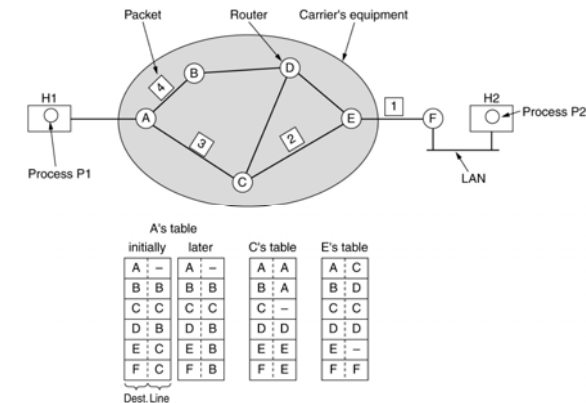 Packet
Router
Carrier's equipment
B
D
4
H1
1
H2
A
E
F
Process P2
3
2
Process P1
C
LAN
A's table
initially later C's table E's table
A – A – A A A C
B B B B B A B D
C C C C C – C C
D B D B D D D D
E C E B E E E –
F C F B F E F F
Dest. Line